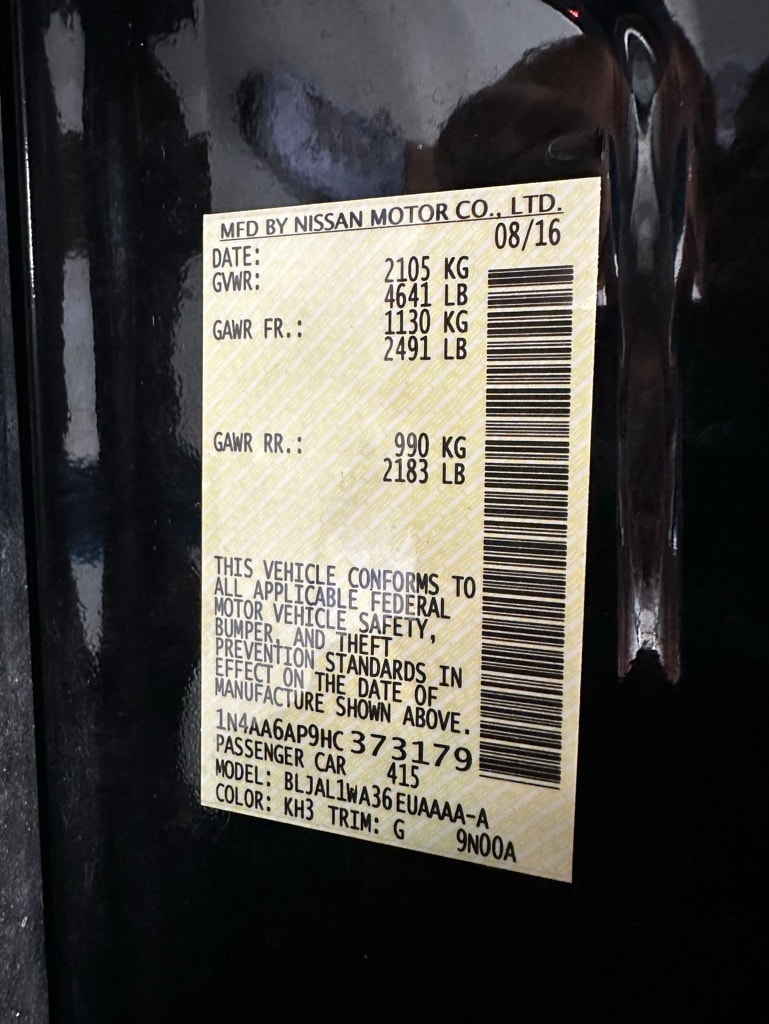 MFD BY NISSAN MOTOR CO., LTD.
DATE: 08/16
GVWR: 2105 KG
4641 LB
GAWR FR.: 1130 KG
2491 LB
GAWR RR.: 990 KG
2183 LB
THIS VEHICLE CONFORMS TO
ALL APPLICABLE FEDERAL
MOTOR VEHICLE SAFETY,
BUMPER, AND THEFT
PREVENTION STANDARDS IN
EFFECT ON THE DATE OF
MANUFACTURE SHOWN ABOVE.
1N4AA6AP9HC373179
PASSENGER CAR 415
MODEL: BLJAL1WA36EUAAAA-A
COLOR: KH3 TRIM: G 9N00A